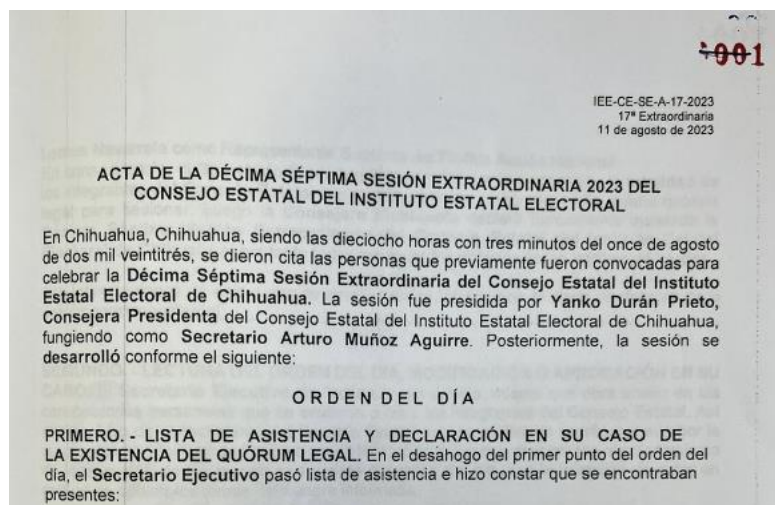 1001
IEE-CE-SE-A-17-2023
17ª Extraordinaria
11 de agosto de 2023
ACTA DE LA DÉCIMA SÉPTIMA SESIÓN EXTRAORDINARIA 2023 DEL
CONSEJO ESTATAL DEL INSTITUTO ESTATAL ELECTORAL
En Chihuahua, Chihuahua, siendo las dieciocho horas con tres minutos del once de agosto
de dos mil veintitrés, se dieron cita las personas que previamente fueron convocadas para
celebrar la Décima Séptima Sesión Extraordinaria del Consejo Estatal del Instituto
Estatal Electoral de Chihuahua. La sesión fue presidida por Yanko Durán Prieto,
Consejera Presidenta del Consejo Estatal del Instituto Estatal Electoral de Chihuahua,
fungiendo como Secretario Arturo Muñoz Aguirre. Posteriormente, la sesión se
desarrolló conforme el siguiente:
ORDEN DEL DÍA
PRIMERO. - LISTA DE ASISTENCIA Y DECLARACIÓN EN SU CASO DE
LA EXISTENCIA DEL QUÓRUM LEGAL. En el desahogo del primer punto del orden del
día, el Secretario Ejecutivo pasó lista de asistencia e hizo constar que se encontraban
presentes: